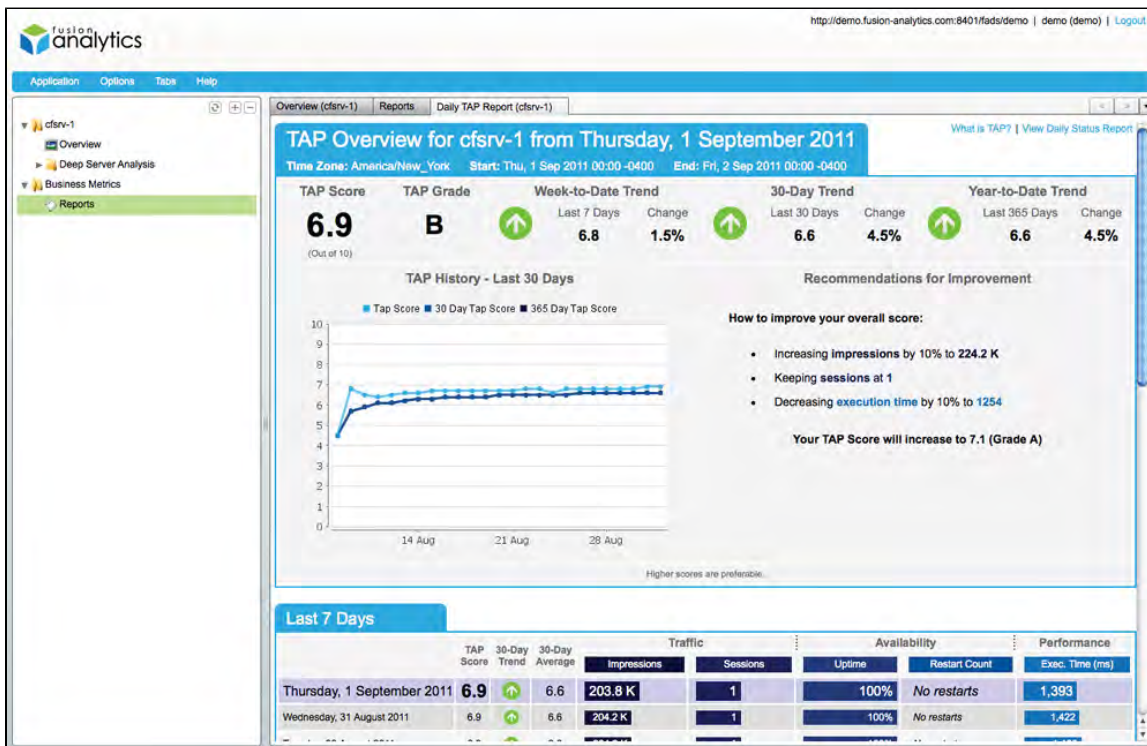 http://demo.fusion-analytics.com:8401/fads/demo | demo (demo) | Logout
fusion
analytics
Application Options Tabs Help
cfsrv-1
Overview
Deep Server Analysis
Business Metrics
Reports
Overview (cfsrv-1) Reports Daily TAP Report (cfsrv-1)
What is TAP? | View Daily Status Report
TAP Overview for cfsrv-1 from Thursday, 1 September 2011
Time Zone: America/New_York Start: Thu, 1 Sep 2011 00:00 -0400 End: Fri, 2 Sep 2011 00:00 -0400
TAP Score TAP Grade Week-to-Date Trend 30-Day Trend Year-to-Date Trend
6.9 B Last 7 Days Change Last 30 Days Change Last 365 Days Change
6.8 1.5% 6.6 4.5% 6.6 4.5%
(Out of 10)
TAP History - Last 30 Days
Tap Score 30 Day Tap Score 365 Day Tap Score
10
9
8
7
6
5
4
3
2
1
0
14 Aug 21 Aug 28 Aug
Recommendations for Improvement
How to improve your overall score:
• Increasing impressions by 10% to 224.2 K
• Keeping sessions at 1
• Decreasing execution time by 10% to 1254
Your TAP Score will increase to 7.1 (Grade A)
Higher scores are preferable.
Last 7 Days
Traffic Availability Performance
TAP Score 30-Day Trend 30-Day Average Impressions Sessions Uptime Restart Count Exec. Time (ms)
Thursday, 1 September 2011 6.9 6.6 203.8 K 1 100% No restarts 1,393
Wednesday, 31 August 2011 6.9 6.6 204.2 K 1 100% No restarts 1,422